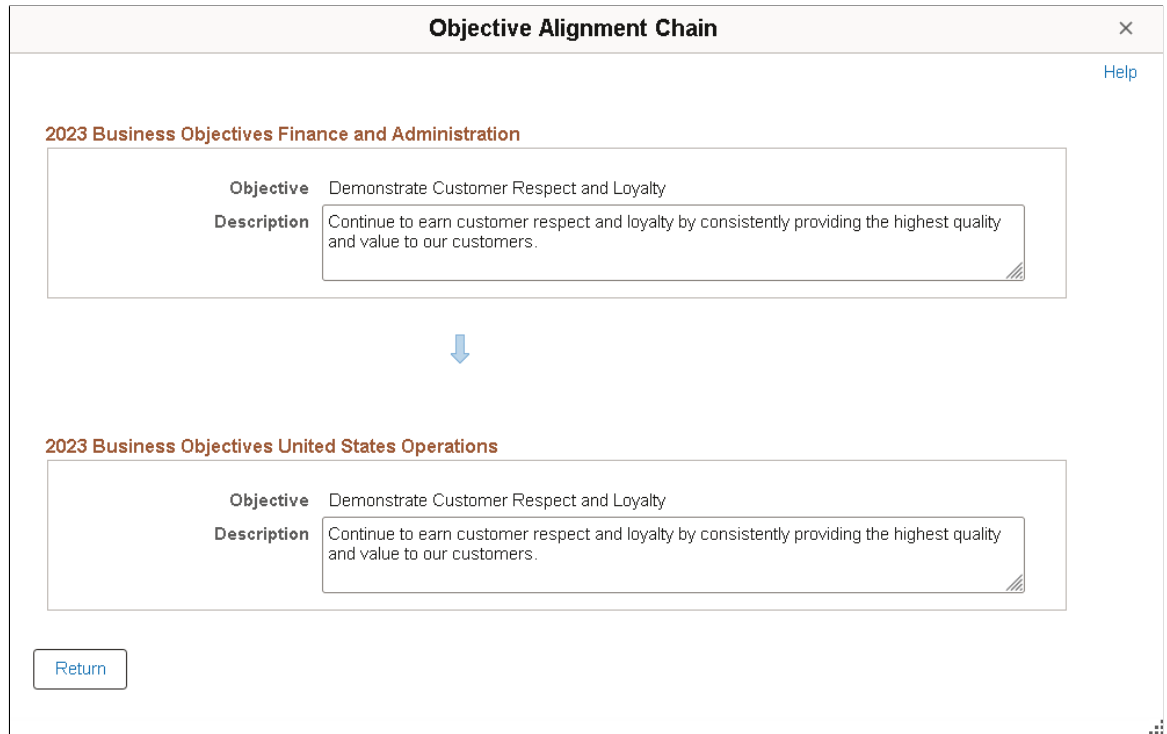 Objective Alignment Chain
×
Help
2023 Business Objectives Finance and Administration
Objective Demonstrate Customer Respect and Loyalty
Description Continue to earn customer respect and loyalty by consistently providing the highest quality
and value to our customers.
2023 Business Objectives United States Operations
Objective Demonstrate Customer Respect and Loyalty
Description Continue to earn customer respect and loyalty by consistently providing the highest quality
and value to our customers.
Return